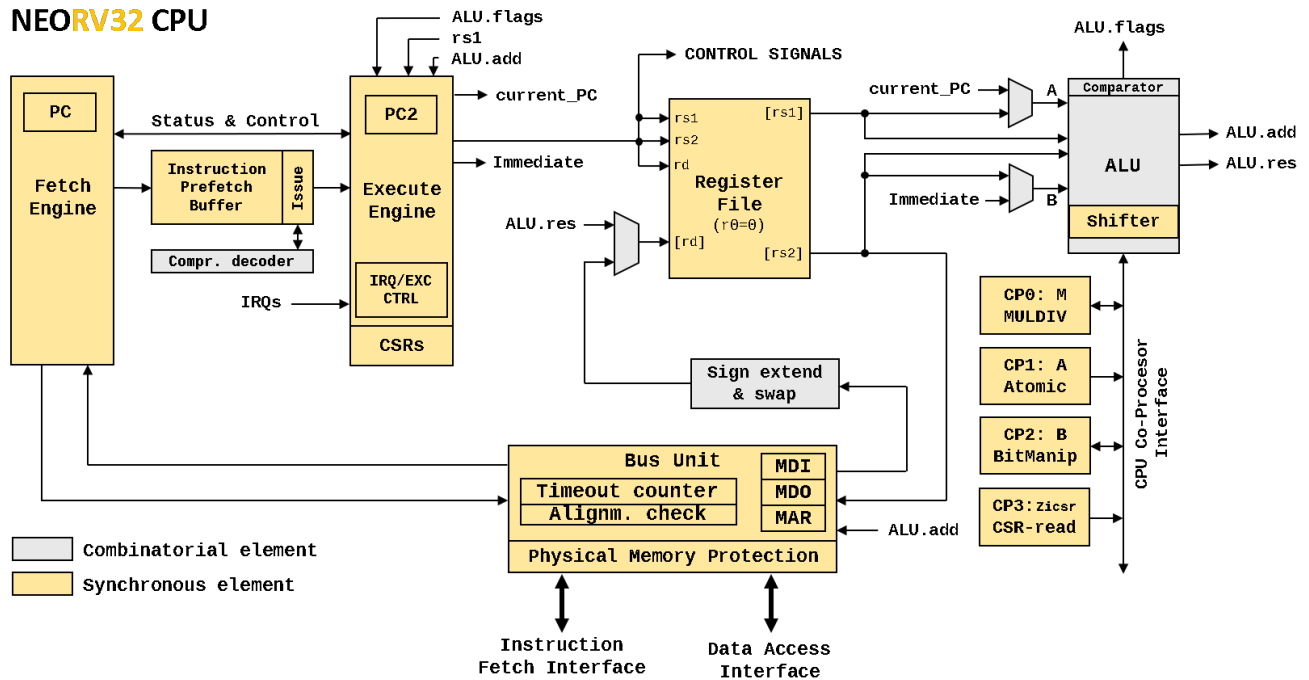 NEORV32 CPU
ALU.flags
rs1
ALU.add
PC
Fetch
Engine
Status & Control
Instruction
Prefetch
Buffer
Issue
Compr. decoder
IRQs
PC2
Execute
Engine
IRQ/EXC
CTRL
CSRs
current_PC
Immediate
CONTROL SIGNALS
rs1
rs2
rd
[rs1]
Register
File
(r0=0)
[rd]
[rs2]
ALU.res
current_PC
A
Immediate
B
ALU.flags
Comparator
ALU
Shifter
ALU.add
ALU.res
CP0: M
MULDIV
CP1: A
Atomic
CP2: B
BitManip
CP3:Zicsr
CSR-read
CPU Co-Procesor
Interface
Sign extend
& swap
Bus Unit
Timeout counter
Alignm. check
MDI
MDO
MAR
ALU.add
Physical Memory Protection
Instruction
Fetch Interface
Data Access
Interface
Combinatorial element
Synchronous element